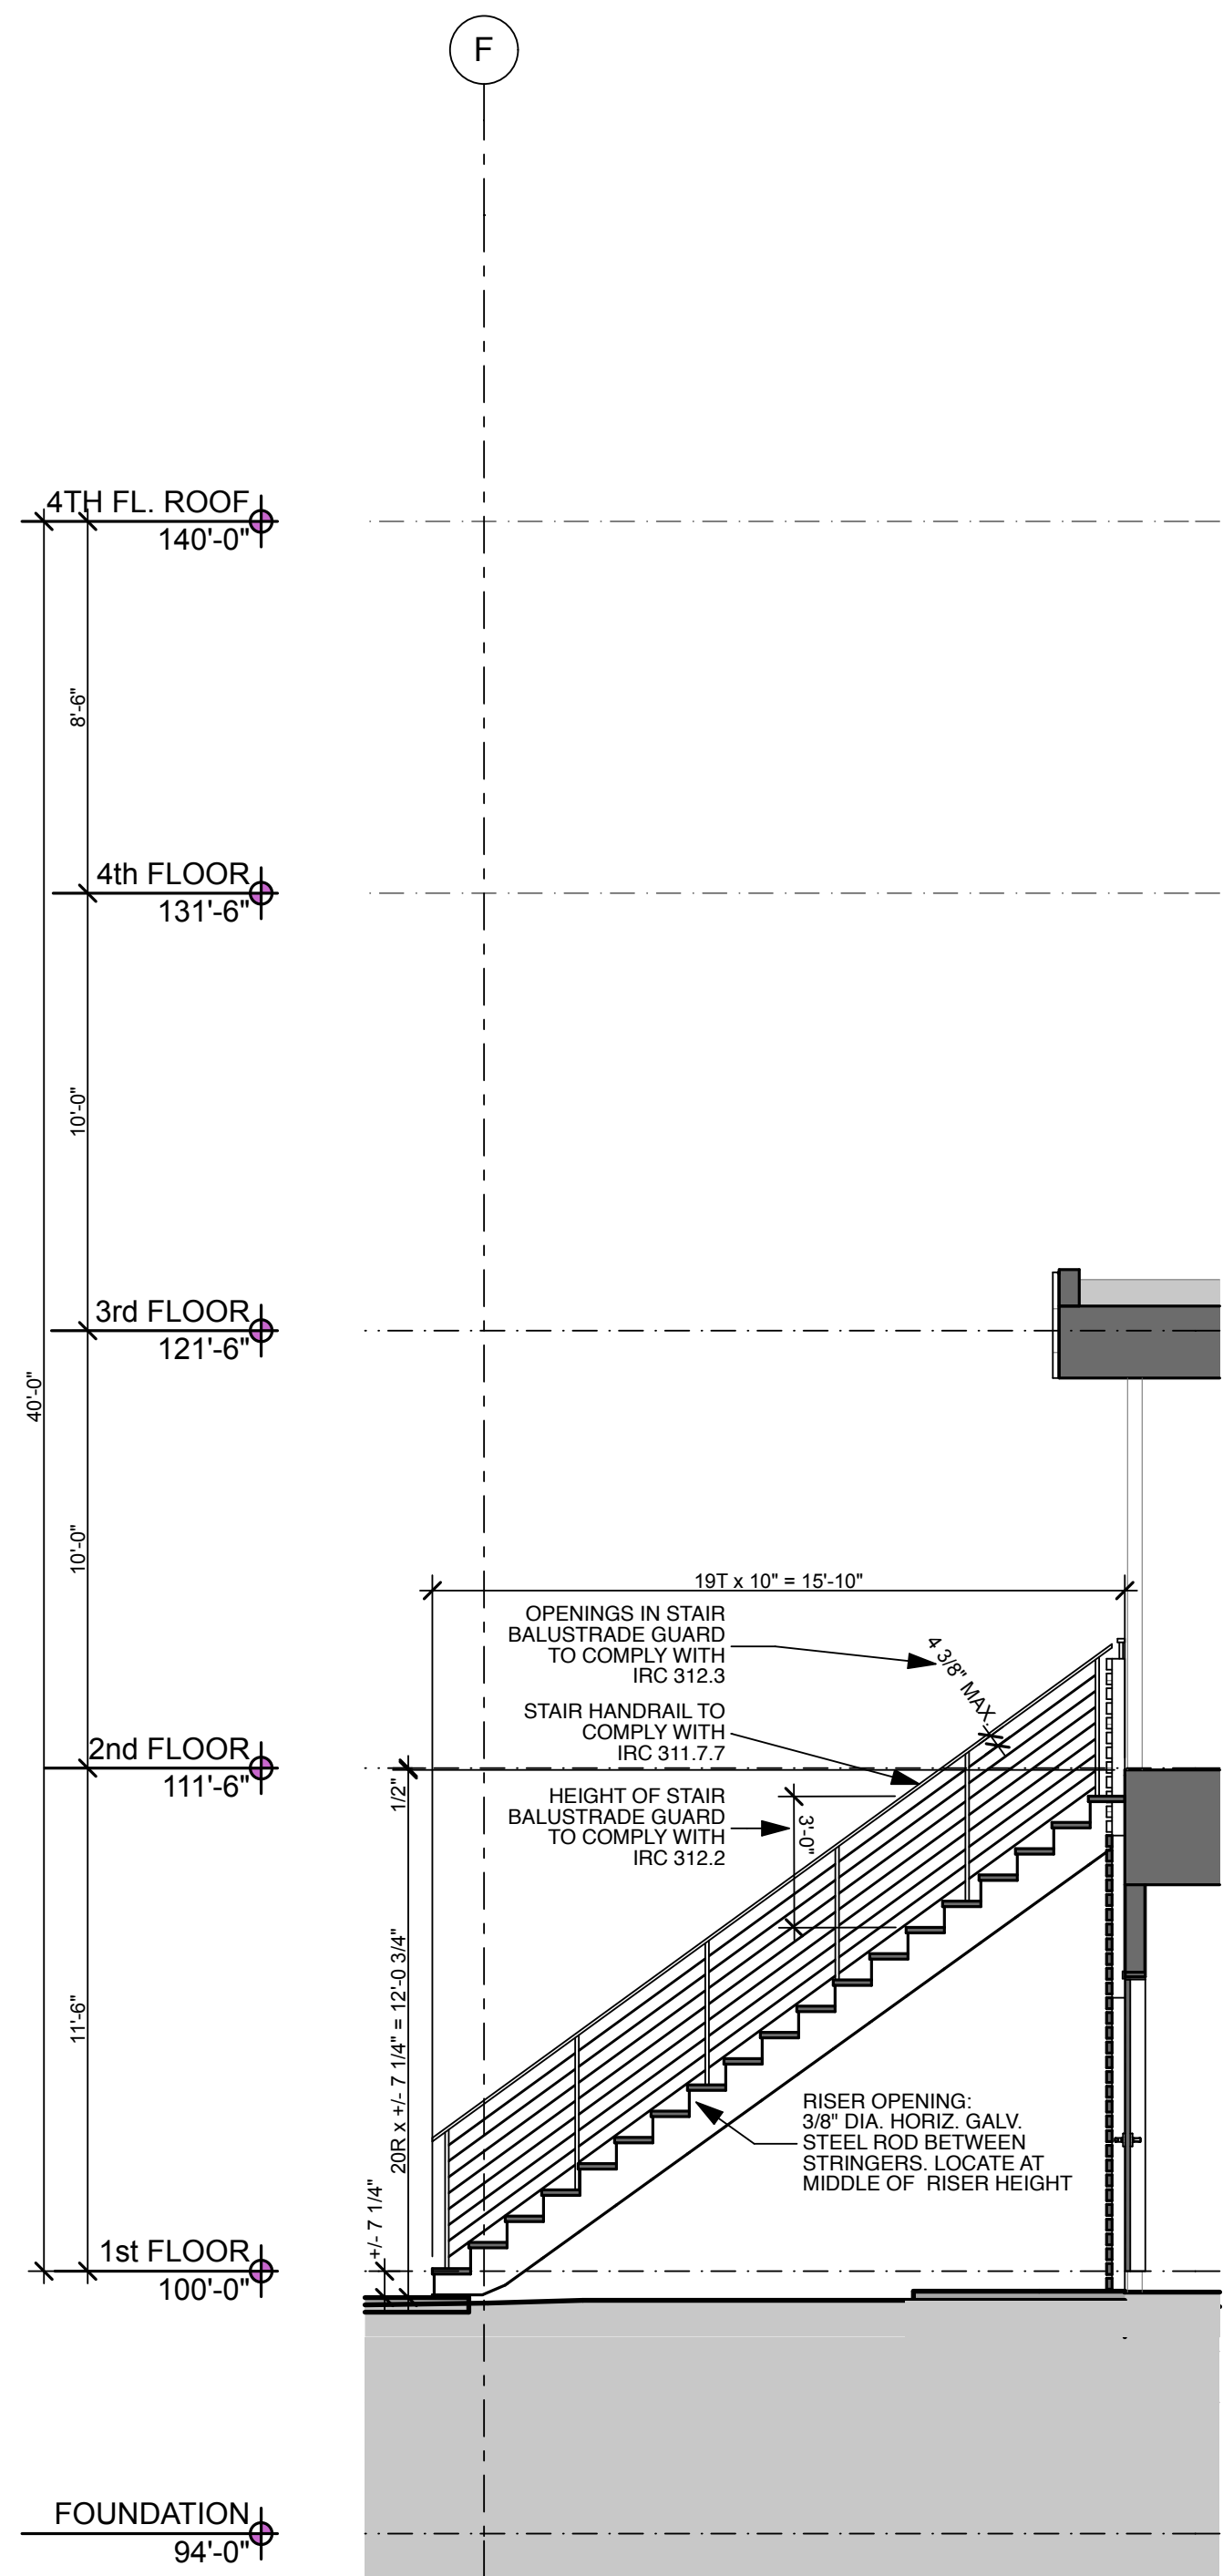 F
4TH FL. ROOF
140'-0"
8'-6"
4th FLOOR
131'-6"
10'-0"
3rd FLOOR
121'-6"
40'-0"
10'-0"
19T x 10" = 15'-10"
OPENINGS IN STAIR
BALUSTRADE GUARD
TO COMPLY WITH
IRC 312.3
4 3/8" MAX.
STAIR HANDRAIL TO
COMPLY WITH
IRC 311.7.7
2nd FLOOR
111'-6"
1/2"
HEIGHT OF STAIR
BALUSTRADE GUARD
TO COMPLY WITH
IRC 312.2
3'-0"
11'-6"
20R x +/- 7 1/4" = 12'-0 3/4"
RISER OPENING:
3/8" DIA. HORIZ. GALV.
STEEL ROD BETWEEN
STRINGERS. LOCATE AT
MIDDLE OF  RISER HEIGHT
+/- 7 1/4"
1st FLOOR
100'-0"
FOUNDATION
94'-0"